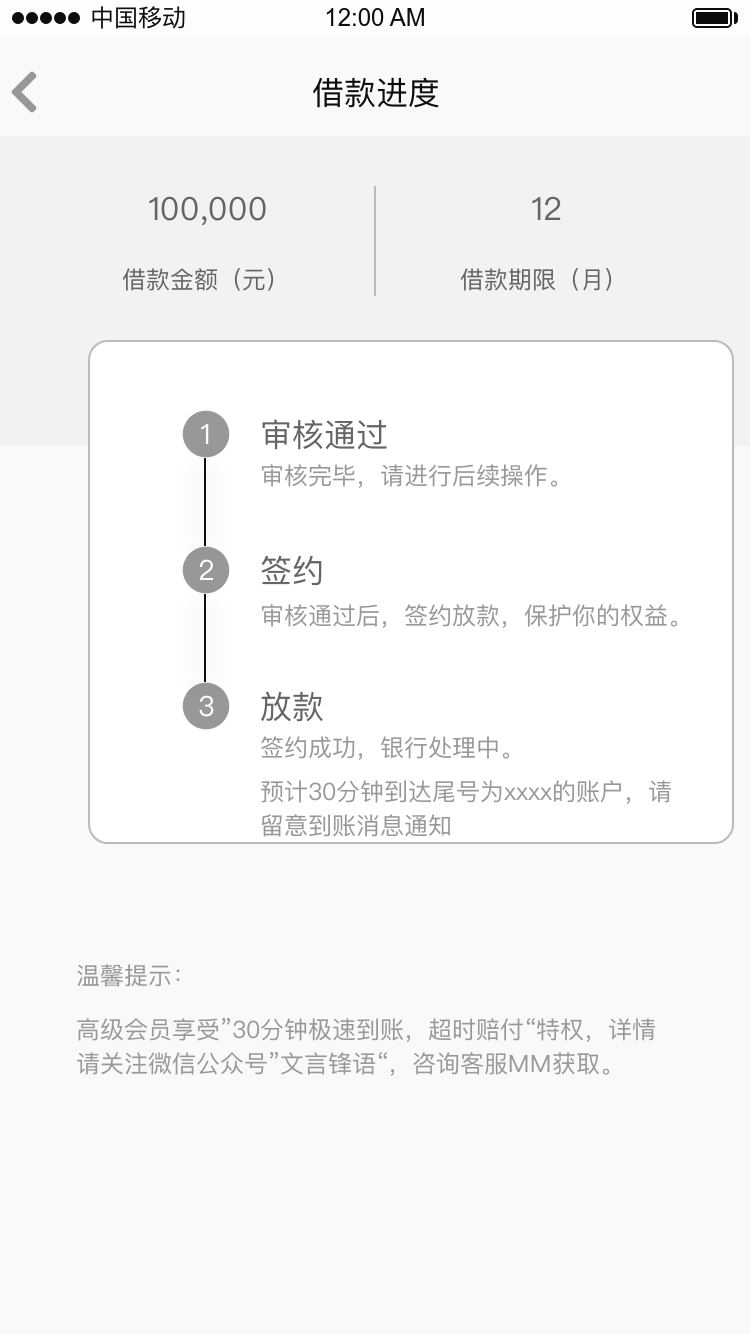 中国移动 12:00 AM
借款进度
100,000 12
借款金额（元） 借款期限（月）
1 审核通过
审核完毕，请进行后续操作。
2 签约
审核通过后，签约放款，保护你的权益。
3 放款
签约成功，银行处理中。
预计30分钟到达尾号为xxxx的账户，请
留意到账消息通知
温馨提示：
高级会员享受”30分钟极速到账，超时赔付“特权，详情
请关注微信公众号”文言锋语“，咨询客服MM获取。